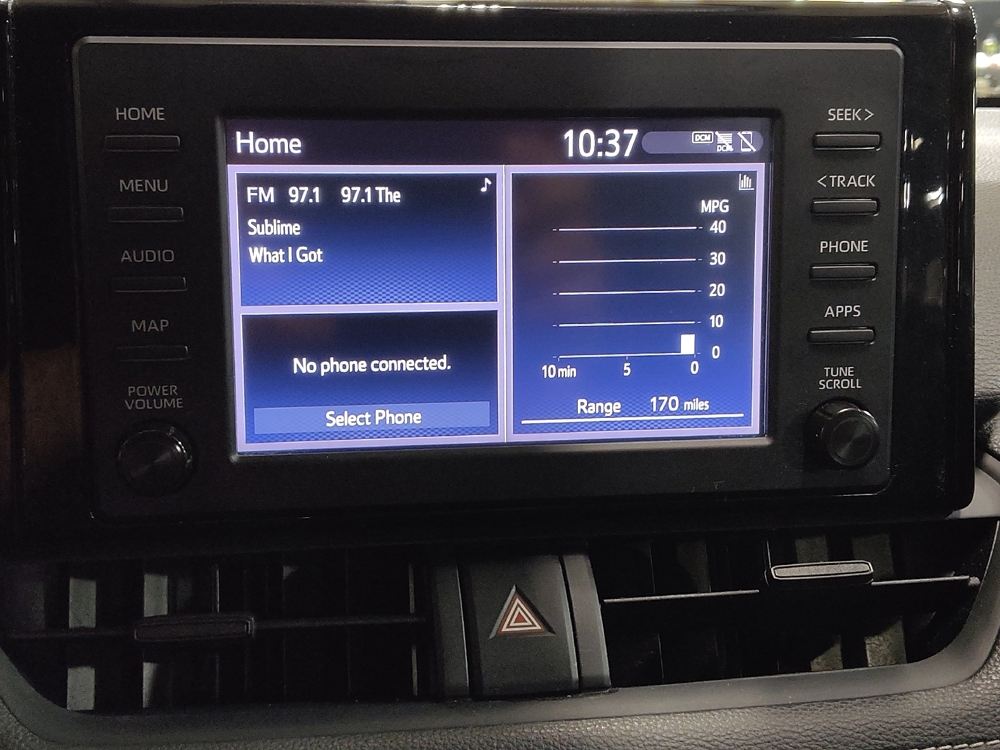 HOME
MENU
AUDIO
MAP
POWER
VOLUME
Home
10:37
DCM
DCM
FM 97.1 97.1 The
Sublime
What I Got
No phone connected.
Select Phone
MPG
40
30
20
10
0
10 min 5 0
Range 170 miles
SEEK >
< TRACK
PHONE
APPS
TUNE
SCROLL